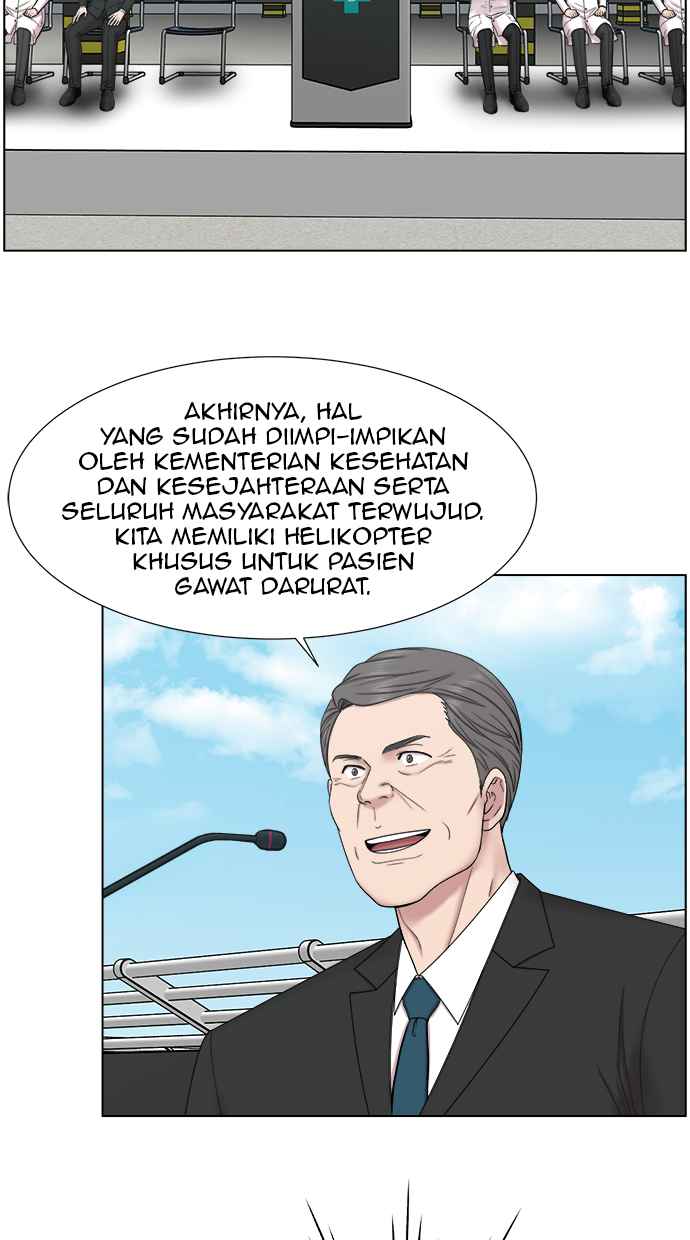 AKHIRNYA, HAL
YANG SUDAH DIIMPI-IMPIKAN
OLEH KEMENTERIAN KESEHATAN
DAN KESEJAHTERAAN SERTA
SELURUH MASYARAKAT TERWUJUD.
KITA MEMILIKI HELIKOPTER
KHUSUS UNTUK PASIEN
GAWAT DARURAT.